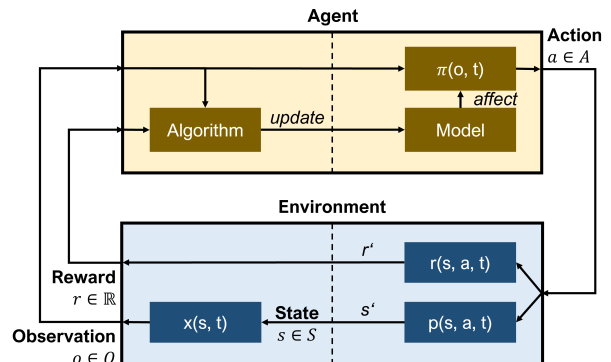 Agent
Action
a ∈ A
π(o, t)
affect
Algorithm
update
Model
Environment
r‘
r(s, a, t)
Reward
r ∈ ℝ
x(s, t)
State
s ∈ S
s‘
p(s, a, t)
Observation
o ∈ O